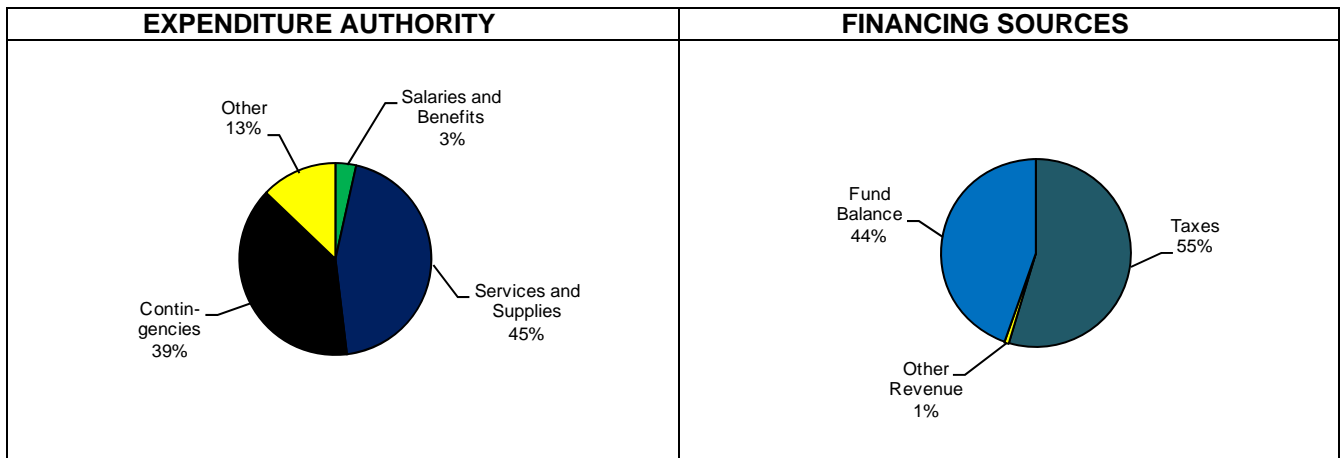 EXPENDITURE AUTHORITY
Other
13%
Salaries and
Benefits
3%
Contin-
gencies
39%
Services and
Supplies
45%
FINANCING SOURCES
Fund
Balance
44%
Taxes
55%
Other
Revenue
1%